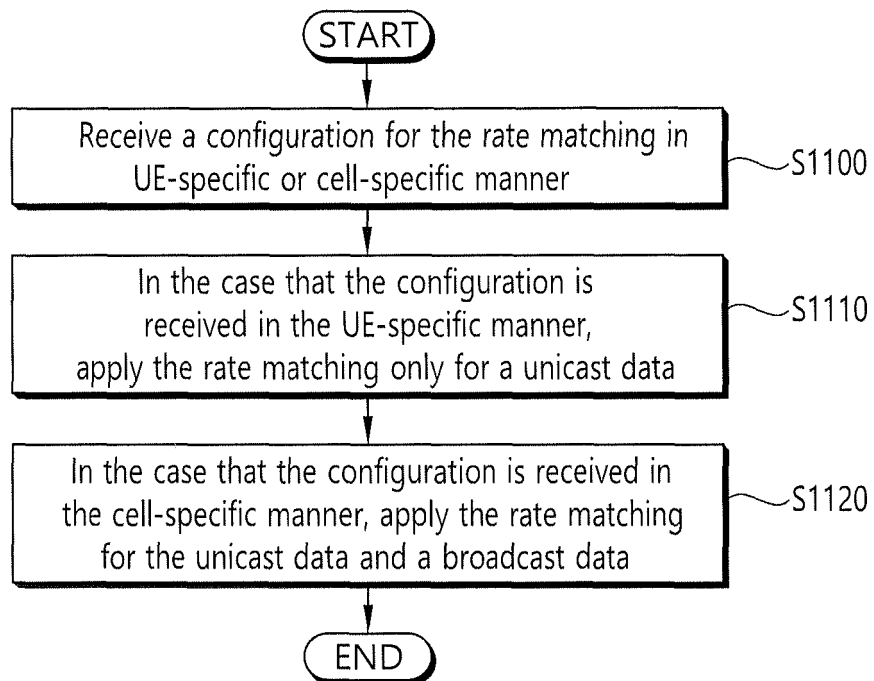 START
Receive a configuration for the rate matching in
UE-specific or cell-specific manner
S1100
In the case that the configuration is
received in the UE-specific manner,
apply the rate matching only for a unicast data
S1110
In the case that the configuration is received in
the cell-specific manner, apply the rate matching
for the unicast data and a broadcast data
S1120
END